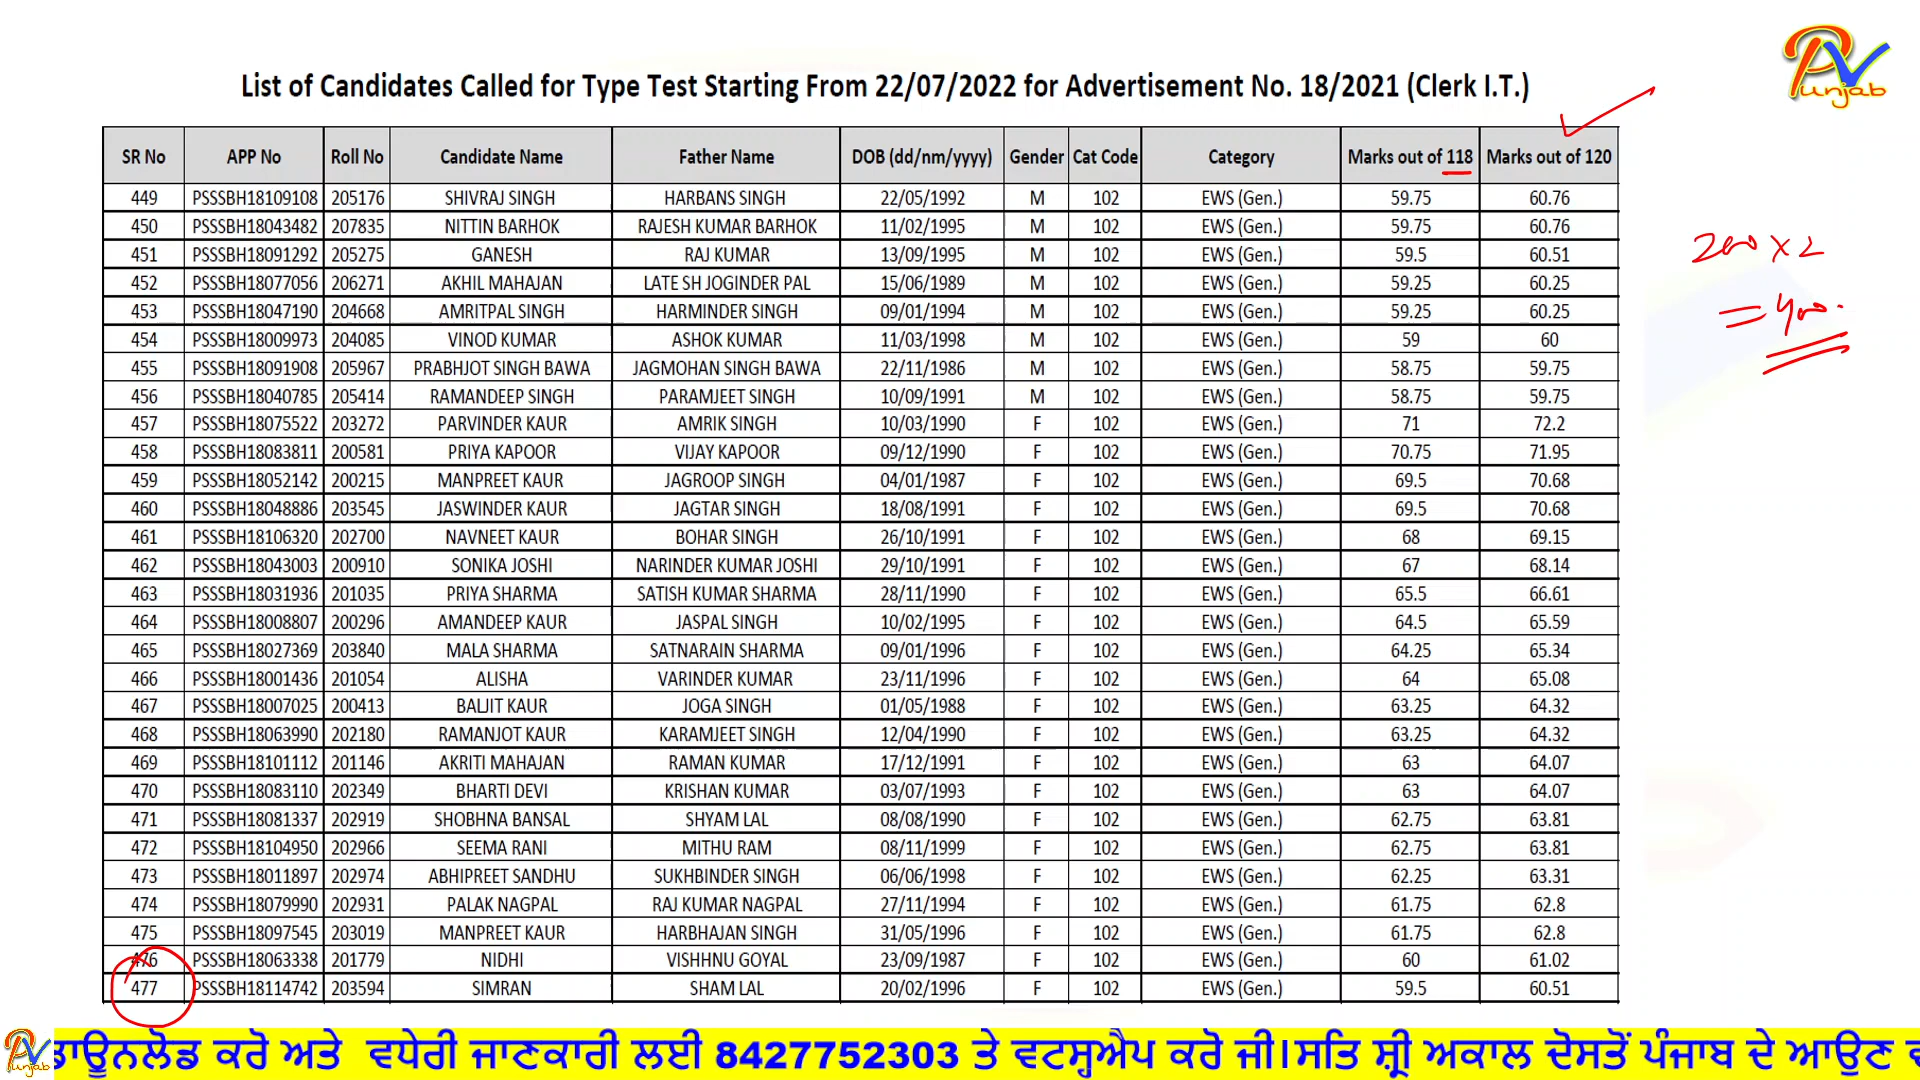 PV Punjab
List of Candidates Called for Type Test Starting From 22/07/2022 for Advertisement No. 18/2021 (Clerk I.T.)
SR No APP No Roll No Candidate Name Father Name DOB (dd/nm/yyyy) Gender Cat Code Category Marks out of 118 Marks out of 120
449 PSSSBH18109108 205176 SHIVRAJ SINGH HARBANS SINGH 22/05/1992 M 102 EWS (Gen.) 59.75 60.76
450 PSSSBH18043482 207835 NITTIN BARHOK RAJESH KUMAR BARHOK 11/02/1995 M 102 EWS (Gen.) 59.75 60.76
451 PSSSBH18091292 205275 GANESH RAJ KUMAR 13/09/1995 M 102 EWS (Gen.) 59.5 60.51
452 PSSSBH18077056 206271 AKHIL MAHAJAN LATE SH JOGINDER PAL 15/06/1989 M 102 EWS (Gen.) 59.25 60.25
453 PSSSBH18047190 204668 AMRITPAL SINGH HARMINDER SINGH 09/01/1994 M 102 EWS (Gen.) 59.25 60.25
454 PSSSBH18009973 204085 VINOD KUMAR ASHOK KUMAR 11/03/1998 M 102 EWS (Gen.) 59 60
455 PSSSBH18091908 205967 PRABHJOT SINGH BAWA JAGMOHAN SINGH BAWA 22/11/1986 M 102 EWS (Gen.) 58.75 59.75
456 PSSSBH18040785 205414 RAMANDEEP SINGH PARAMJEET SINGH 10/09/1991 M 102 EWS (Gen.) 58.75 59.75
457 PSSSBH18075522 203272 PARVINDER KAUR AMRIK SINGH 10/03/1990 F 102 EWS (Gen.) 71 72.2
458 PSSSBH18083811 200581 PRIYA KAPOOR VIJAY KAPOOR 09/12/1990 F 102 EWS (Gen.) 70.75 71.95
459 PSSSBH18052142 200215 MANPREET KAUR JAGROOP SINGH 04/01/1987 F 102 EWS (Gen.) 69.5 70.68
460 PSSSBH18048886 203545 JASWINDER KAUR JAGTAR SINGH 18/08/1991 F 102 EWS (Gen.) 69.5 70.68
461 PSSSBH18106320 202700 NAVNEET KAUR BOHAR SINGH 26/10/1991 F 102 EWS (Gen.) 68 69.15
462 PSSSBH18043003 200910 SONIKA JOSHI NARINDER KUMAR JOSHI 29/10/1991 F 102 EWS (Gen.) 67 68.14
463 PSSSBH18031936 201035 PRIYA SHARMA SATISH KUMAR SHARMA 28/11/1990 F 102 EWS (Gen.) 65.5 66.61
464 PSSSBH18008807 200296 AMANDEEP KAUR JASPAL SINGH 10/02/1995 F 102 EWS (Gen.) 64.5 65.59
465 PSSSBH18027369 203840 MALA SHARMA SATNARAIN SHARMA 09/01/1996 F 102 EWS (Gen.) 64.25 65.34
466 PSSSBH18001436 201054 ALISHA VARINDER KUMAR 23/11/1996 F 102 EWS (Gen.) 64 65.08
467 PSSSBH18007025 200413 BALJIT KAUR JOGA SINGH 01/05/1988 F 102 EWS (Gen.) 63.25 64.32
468 PSSSBH18063990 202180 RAMANJOT KAUR KARAMJEET SINGH 12/04/1990 F 102 EWS (Gen.) 63.25 64.32
469 PSSSBH18101112 201146 AKRITI MAHAJAN RAMAN KUMAR 17/12/1991 F 102 EWS (Gen.) 63 64.07
470 PSSSBH18083110 202349 BHARTI DEVI KRISHAN KUMAR 03/07/1993 F 102 EWS (Gen.) 63 64.07
471 PSSSBH18081337 202919 SHOBHNA BANSAL SHYAM LAL 08/08/1990 F 102 EWS (Gen.) 62.75 63.81
472 PSSSBH18104950 202966 SEEMA RANI MITHU RAM 08/11/1999 F 102 EWS (Gen.) 62.75 63.81
473 PSSSBH18011897 202974 ABHIPREET SANDHU SUKHBINDER SINGH 06/06/1998 F 102 EWS (Gen.) 62.25 63.31
474 PSSSBH18079990 202931 PALAK NAGPAL RAJ KUMAR NAGPAL 27/11/1994 F 102 EWS (Gen.) 61.75 62.8
475 PSSSBH18097545 203019 MANPREET KAUR HARBHAJAN SINGH 31/05/1996 F 102 EWS (Gen.) 61.75 62.8
476 PSSSBH18063338 201779 NIDHI VISHHNU GOYAL 23/09/1987 F 102 EWS (Gen.) 60 61.02
477 PSSSBH18114742 203594 SIMRAN SHAM LAL 20/02/1996 F 102 EWS (Gen.) 59.5 60.51
200 x 2
= 400.
PV Punjab
ਡਾਊਨਲੋਡ ਕਰੋ ਅਤੇ ਵਧੇਰੀ ਜਾਣਕਾਰੀ ਲਈ 8427752303 ਤੇ ਵਟਸ੍ਹਐਪ ਕਰੋ ਜੀ।ਸਤਿ ਸ਼੍ਰੀ ਅਕਾਲ ਦੋਸਤੋਂ ਪੰਜਾਬ ਦੇ ਆਉਣ